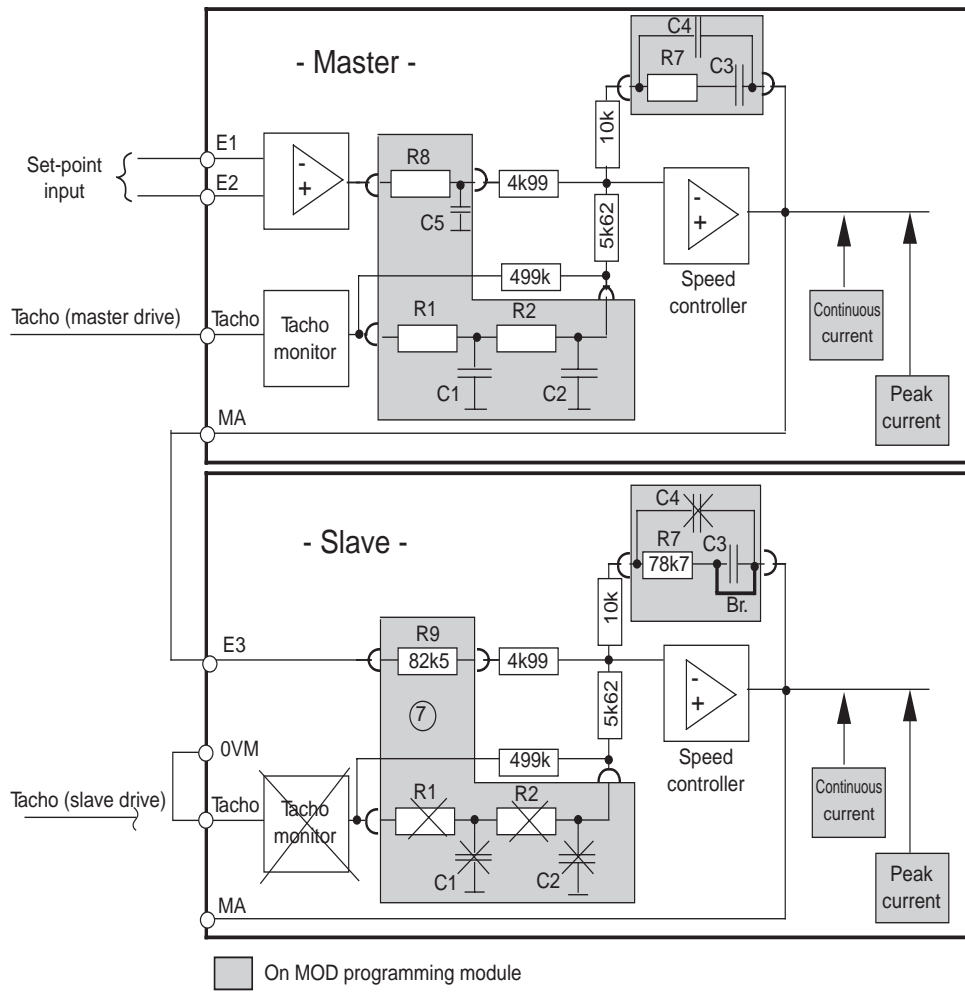 - Master -
C4
R7
C3
10k
E1
Set-point
input
E2
-
+
R8
C5
4k99
5k62
-
+
Speed
controller
499k
Continuous
current
Peak
current
Tacho (master drive)
Tacho
Tacho
monitor
R1
R2
C1
C2
MA
- Slave -
C4
R7
C3
78k7
Br.
10k
E3
R9
82k5
4k99
5k62
-
+
Speed
controller
7
0VM
499k
Continuous
current
Peak
current
Tacho (slave drive)
Tacho
Tacho
monitor
R1
R2
C1
C2
MA
On MOD programming module